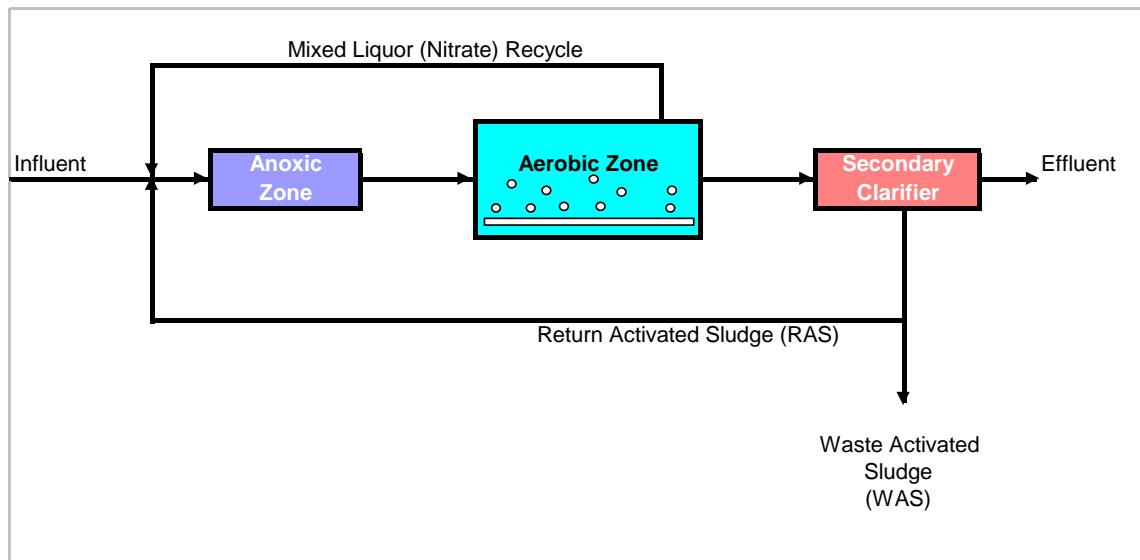 Mixed Liquor (Nitrate) Recycle
Influent
Anoxic
Zone
Aerobic Zone
Secondary
Clarifier
Effluent
Return Activated Sludge (RAS)
Waste Activated
Sludge
(WAS)